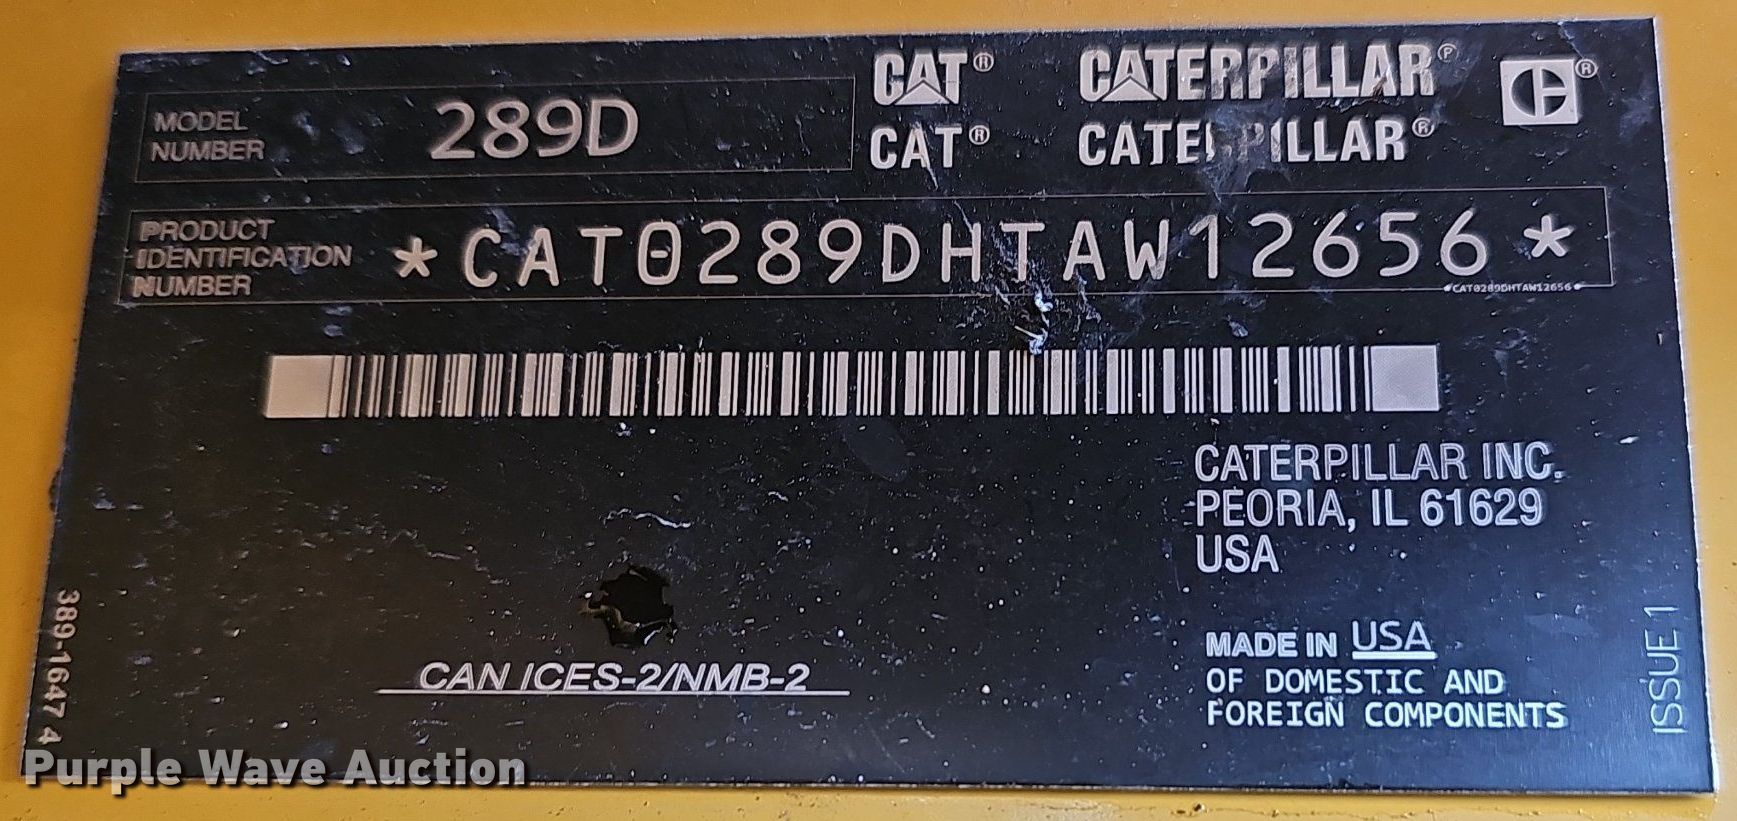 MODEL
NUMBER
289D
CAT® CATERPILLAR®
CAT® CATERPILLAR®
PRODUCT
IDENTIFICATION
NUMBER
*CAT0289DHTAW12656*
*CAT0289DHTAW12656*
CATERPILLAR INC.
PEORIA, IL 61629
USA
MADE IN USA
OF DOMESTIC AND
FOREIGN COMPONENTS
CAN ICES-2/NMB-2
389-1647 4
ISSUE 1
Purple Wave Auction